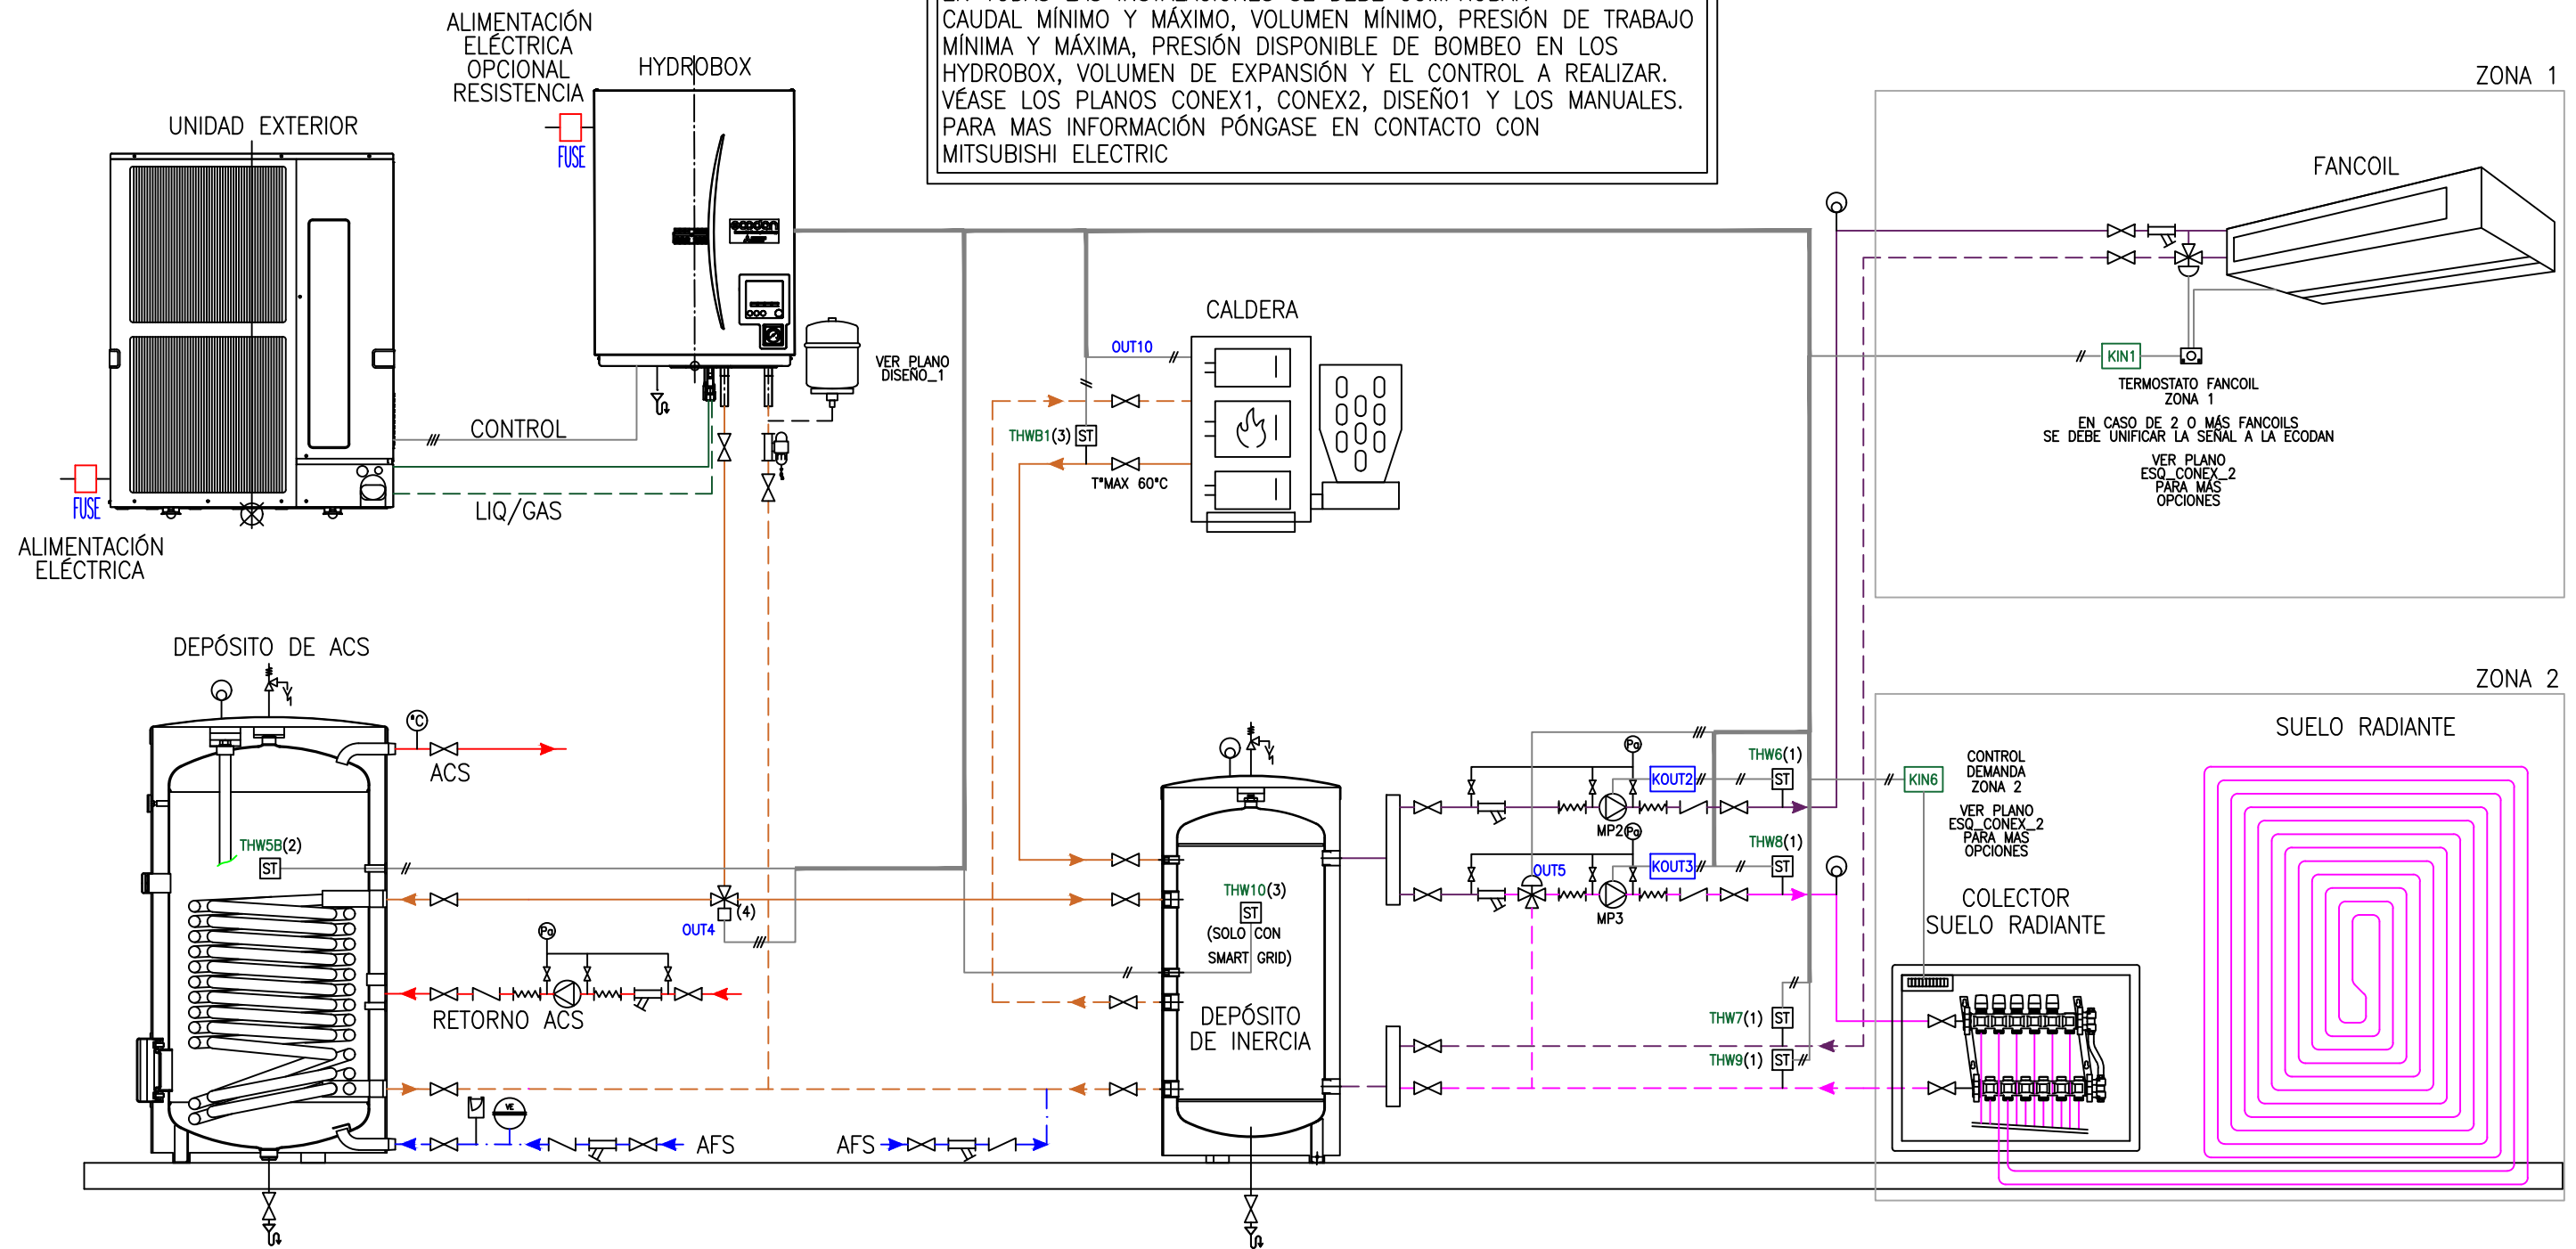 CAUDAL MÍNIMO Y MÁXIMO, VOLUMEN MÍNIMO, PRESIÓN DE TRABAJO
MÍNIMA Y MÁXIMA, PRESIÓN DISPONIBLE DE BOMBEO EN LOS
HYDROBOX, VOLUMEN DE EXPANSIÓN Y EL CONTROL A REALIZAR.
VÉASE LOS PLANOS CONEX1, CONEX2, DISEÑO1 Y LOS MANUALES.
PARA MAS INFORMACIÓN PÓNGASE EN CONTACTO CON
MITSUBISHI ELECTRIC
ALIMENTACIÓN
ELÉCTRICA
OPCIONAL
RESISTENCIA
FUSE
HYDROBOX
ecodan
UNIDAD EXTERIOR
FUSE
ALIMENTACIÓN
ELÉCTRICA
CONTROL
LIQ/GAS
VER PLANO
DISEÑO_1
CALDERA
OUT10
THWB1(3)
ST
TªMAX 60°C
ZONA 1
FANCOIL
KIN1
TERMOSTATO FANCOIL
ZONA 1
EN CASO DE 2 O MÁS FANCOILS
SE DEBE UNIFICAR LA SEÑAL A LA ECODAN
VER PLANO
ESQ_CONEX_2
PARA MÁS
OPCIONES
DEPÓSITO DE ACS
°C
ACS
THW5B(2)
ST
OUT4
(4)
Pa
RETORNO ACS
VE
AFS
AFS
THW10(3)
ST
(SOLO CON
SMART GRID)
DEPÓSITO
DE INERCIA
Pa
KOUT2
MP2
THW6(1)
ST
Pa
OUT5
KOUT3
MP3
THW8(1)
ST
THW7(1)
ST
THW9(1)
ST
ZONA 2
SUELO RADIANTE
KIN6
CONTROL
DEMANDA
ZONA 2
VER PLANO
ESQ_CONEX_2
PARA MAS
OPCIONES
COLECTOR
SUELO RADIANTE